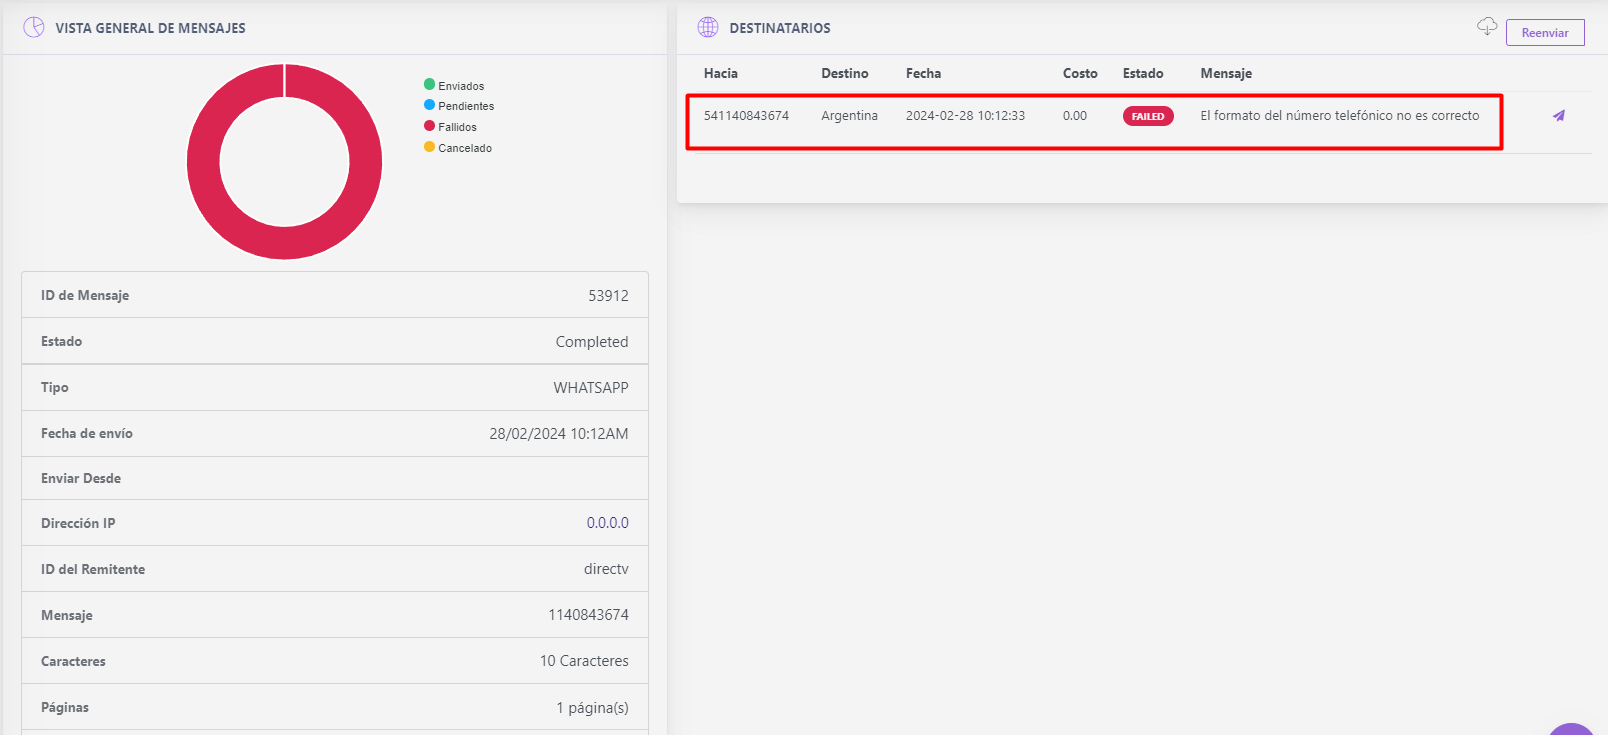 VISTA GENERAL DE MENSAJES
Enviados
Pendientes
Fallidos
Cancelado
ID de Mensaje 53912
Estado Completed
Tipo WHATSAPP
Fecha de envío 28/02/2024 10:12AM
Enviar Desde
Dirección IP 0.0.0.0
ID del Remitente directv
Mensaje 1140843674
Caracteres 10 Caracteres
Páginas 1 página(s)
DESTINATARIOS
Reenviar
Hacia Destino Fecha Costo Estado Mensaje
541140843674 Argentina 2024-02-28 10:12:33 0.00 FAILED El formato del número telefónico no es correcto